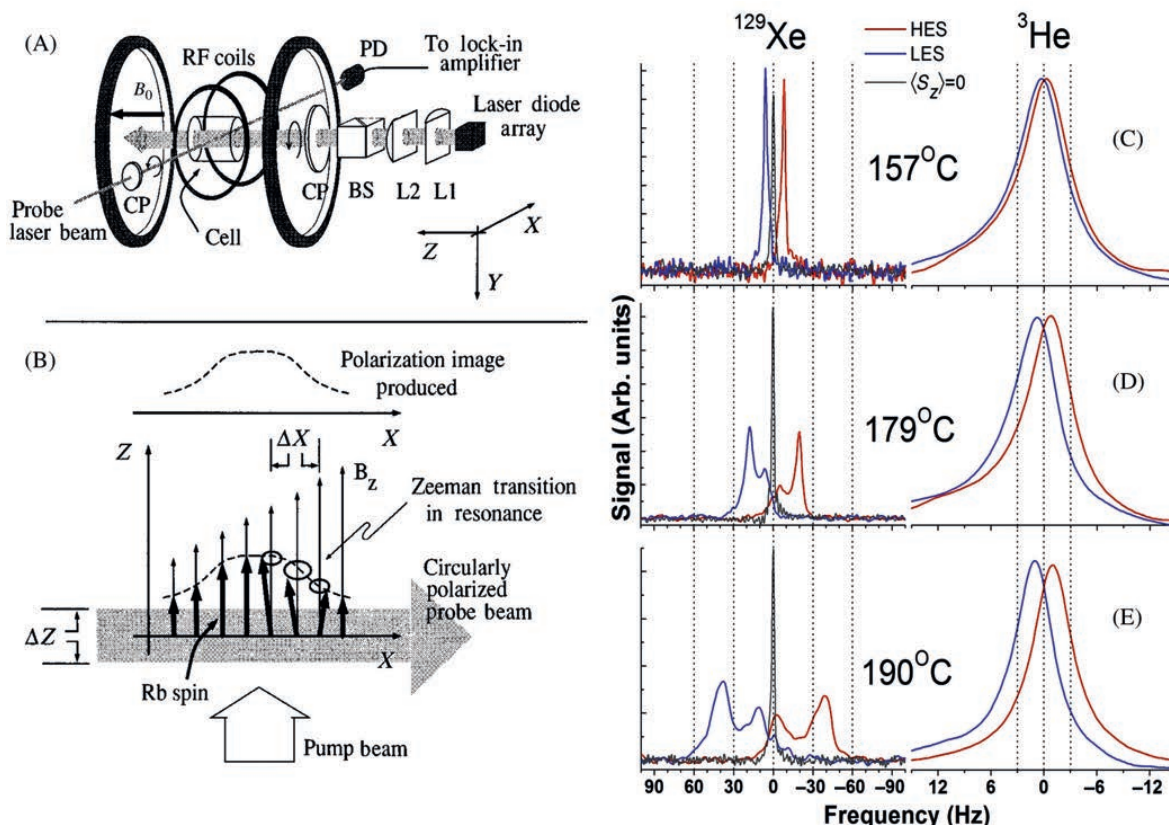 (A)
RF coils
PD
To lock-in
amplifier
B₀
Laser diode
array
CP
CP
BS
L2
L1
Probe
laser beam
Cell
Z
X
Y
(B)
Polarization image
produced
X
Z
ΔX
B_z
Zeeman transition
in resonance
Circularly
polarized
probe beam
ΔZ
X
Rb spin
Pump beam
¹²⁹Xe
HES
LES
⟨S_z⟩=0
³He
157°C
(C)
179°C
(D)
190°C
(E)
Signal (Arb. units)
90 60 30 0 −30 −60 −90
12 6 0 −6 −12
Frequency (Hz)